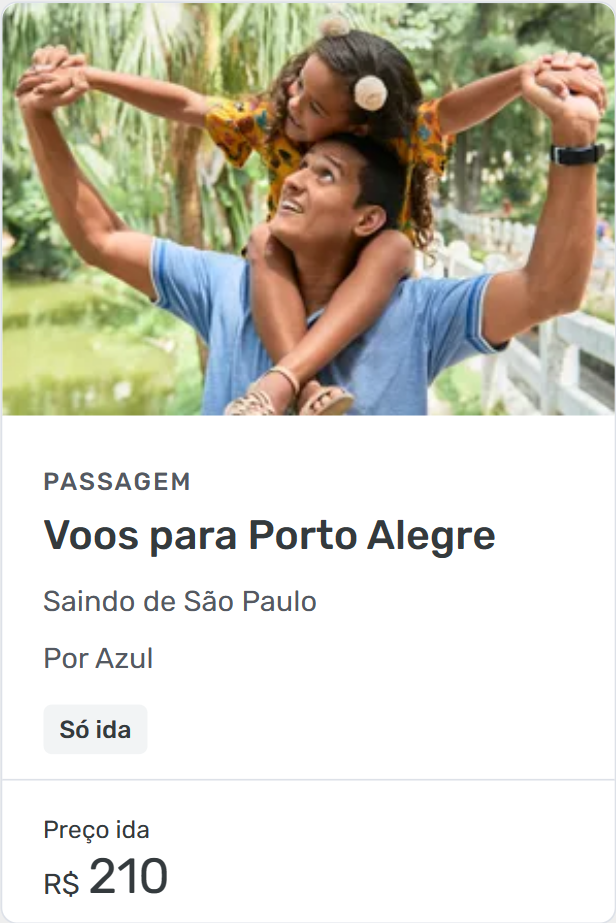 PASSAGEM
Voos para Porto Alegre
Saindo de São Paulo
Por Azul
Só ida
Preço ida
R$ 210